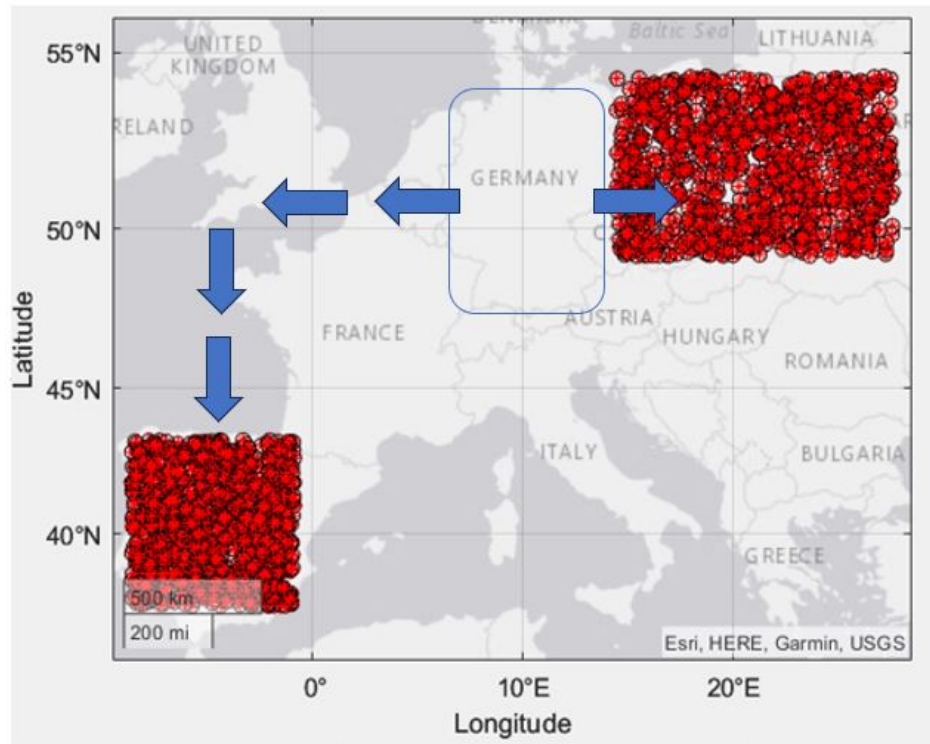 55°N
50°N
45°N
40°N
Latitude
0°
10°E
20°E
Longitude
UNITED
KINGDOM
Baltic Sea
LITHUANIA
RELAND
GERMANY
FRANCE
AUSTRIA
HUNGARY
ROMANIA
ITALY
BULGARIA
GREECE
500 km
200 mi
Esri, HERE, Garmin, USGS